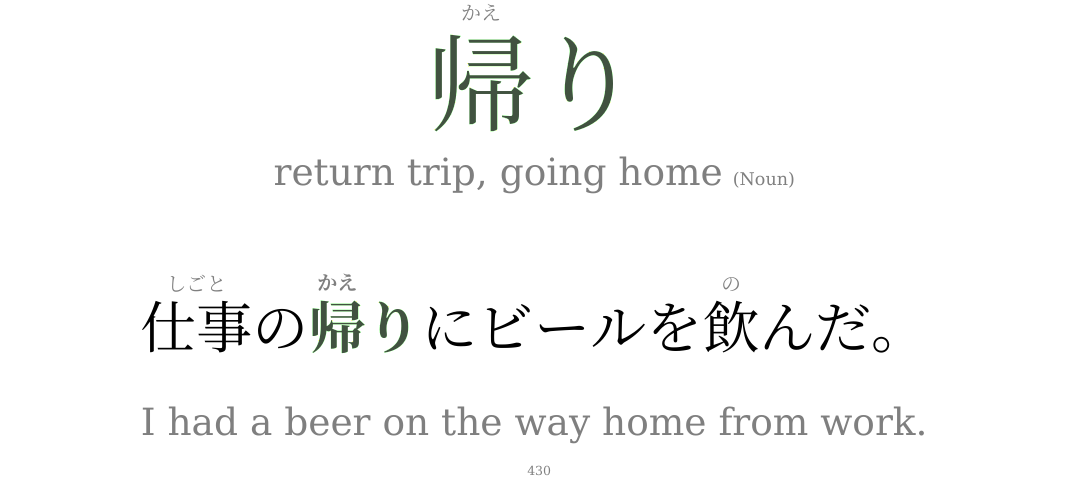 かえ
帰り
return trip, going home (Noun)
しごと かえ の
仕事の帰りにビールを飲んだ。
I had a beer on the way home from work.
430